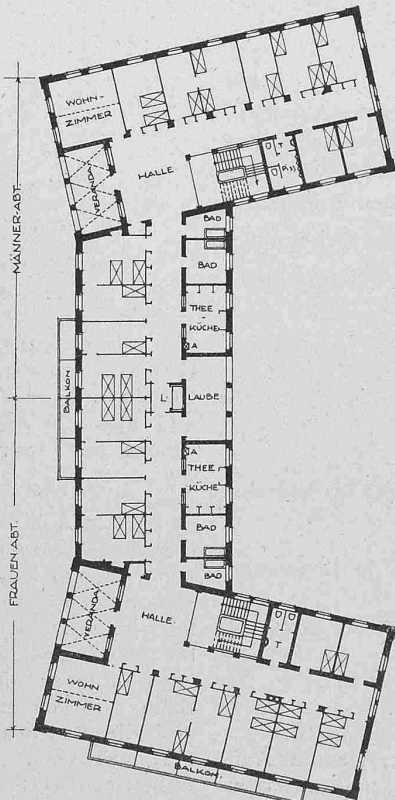 WOHN-
ZIMMER
VERANDA
HALLE
Piss.
MÄNNER-ABT.
BAD
BAD
THEE
-
KÜCHE
A
BALKON
L.
LAUBE
A
THEE
KÜCHE
BAD
BAD
FRAUEN ABT.
VERANDA
HALLE
WOHN
ZIMMER
BALKON.